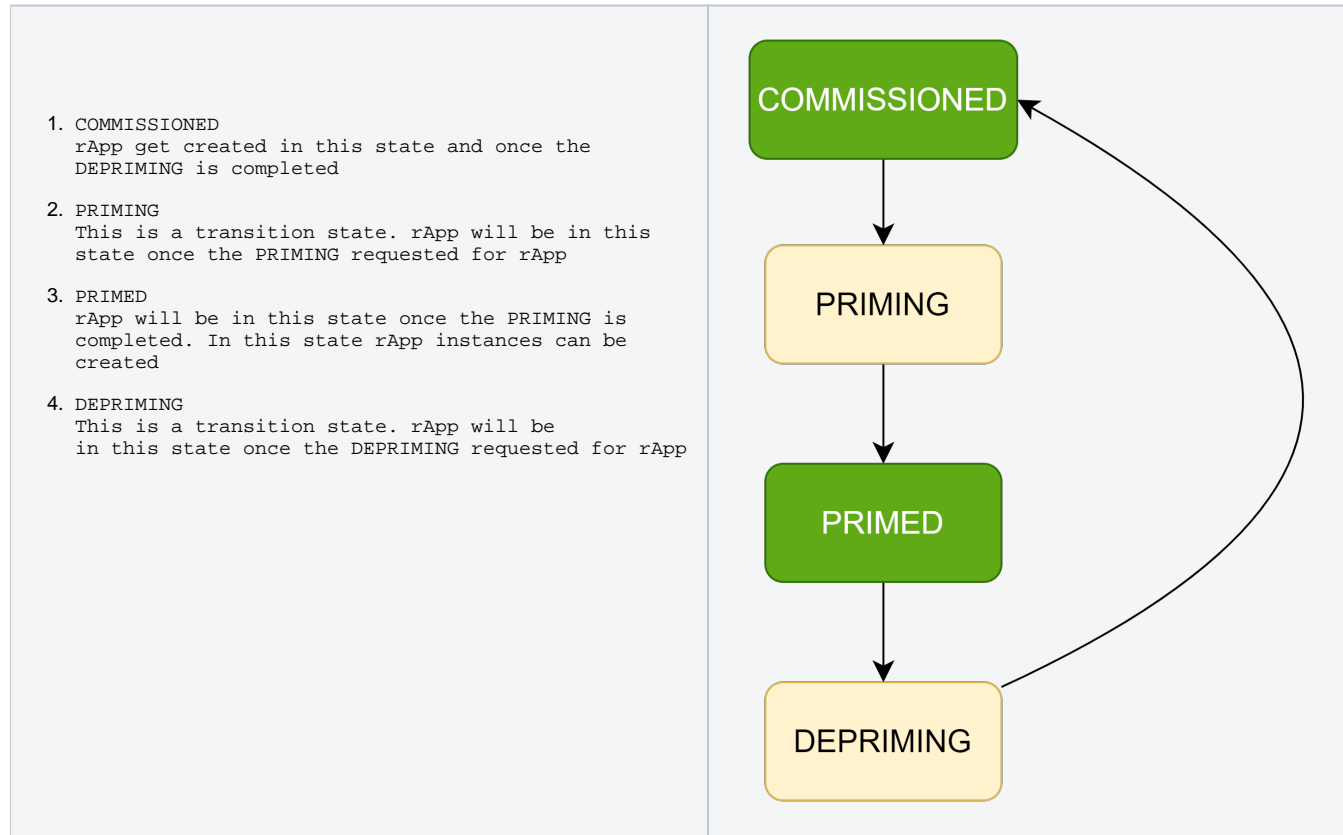 1. COMMISSIONED
rApp get created in this state and once the
DEPRIMING is completed
2. PRIMING
This is a transition state. rApp will be in this
state once the PRIMING requested for rApp
3. PRIMED
rApp will be in this state once the PRIMING is
completed. In this state rApp instances can be
created
4. DEPRIMING
This is a transition state. rApp will be
in this state once the DEPRIMING requested for rApp
COMMISSIONED
PRIMING
PRIMED
DEPRIMING